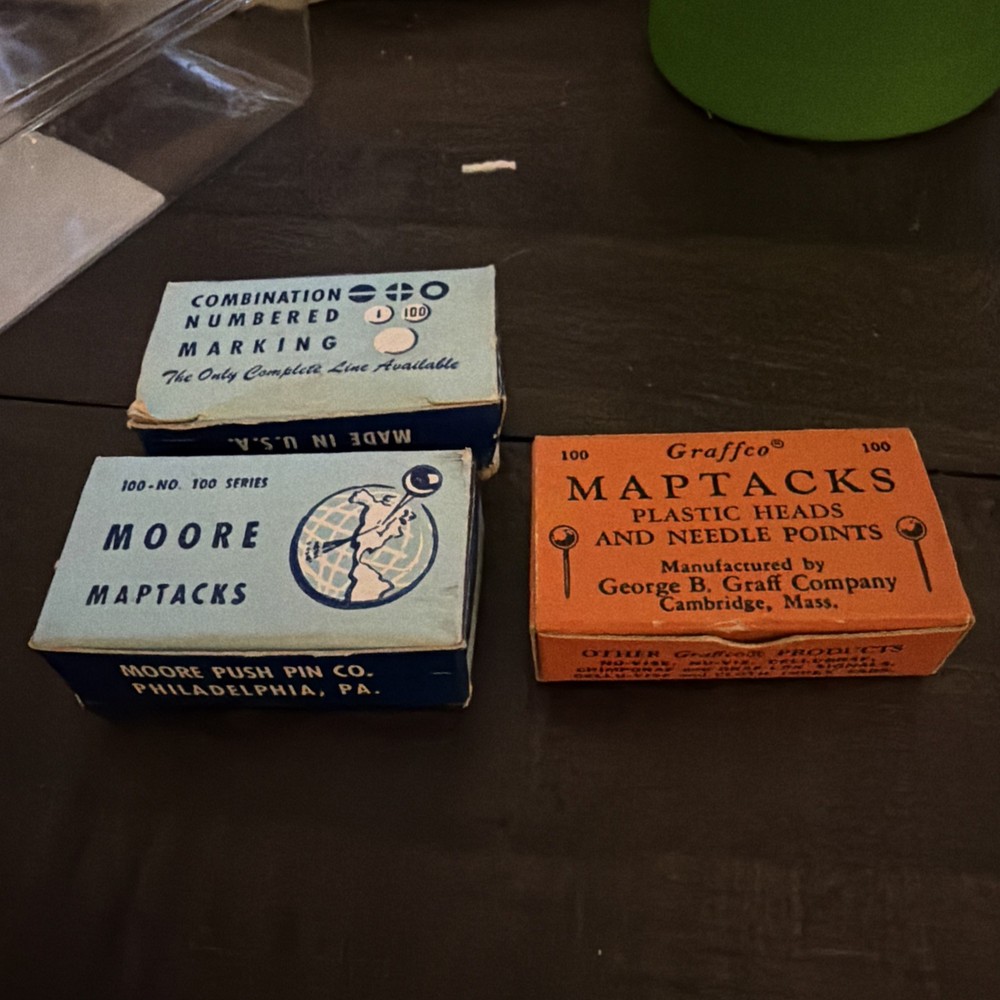 COMBINATION
NUMBERED 1 100
MARKING
The Only Complete Line Available
MADE IN U.S.A.
100-NO. 100 SERIES
MOORE
MAPTACKS
MOORE PUSH PIN CO.
PHILADELPHIA, PA.
100 Graffco® 100
MAPTACKS
PLASTIC HEADS
AND NEEDLE POINTS
Manufactured by
George B. Graff Company
Cambridge, Mass.
OTHER Graffco® PRODUCTS